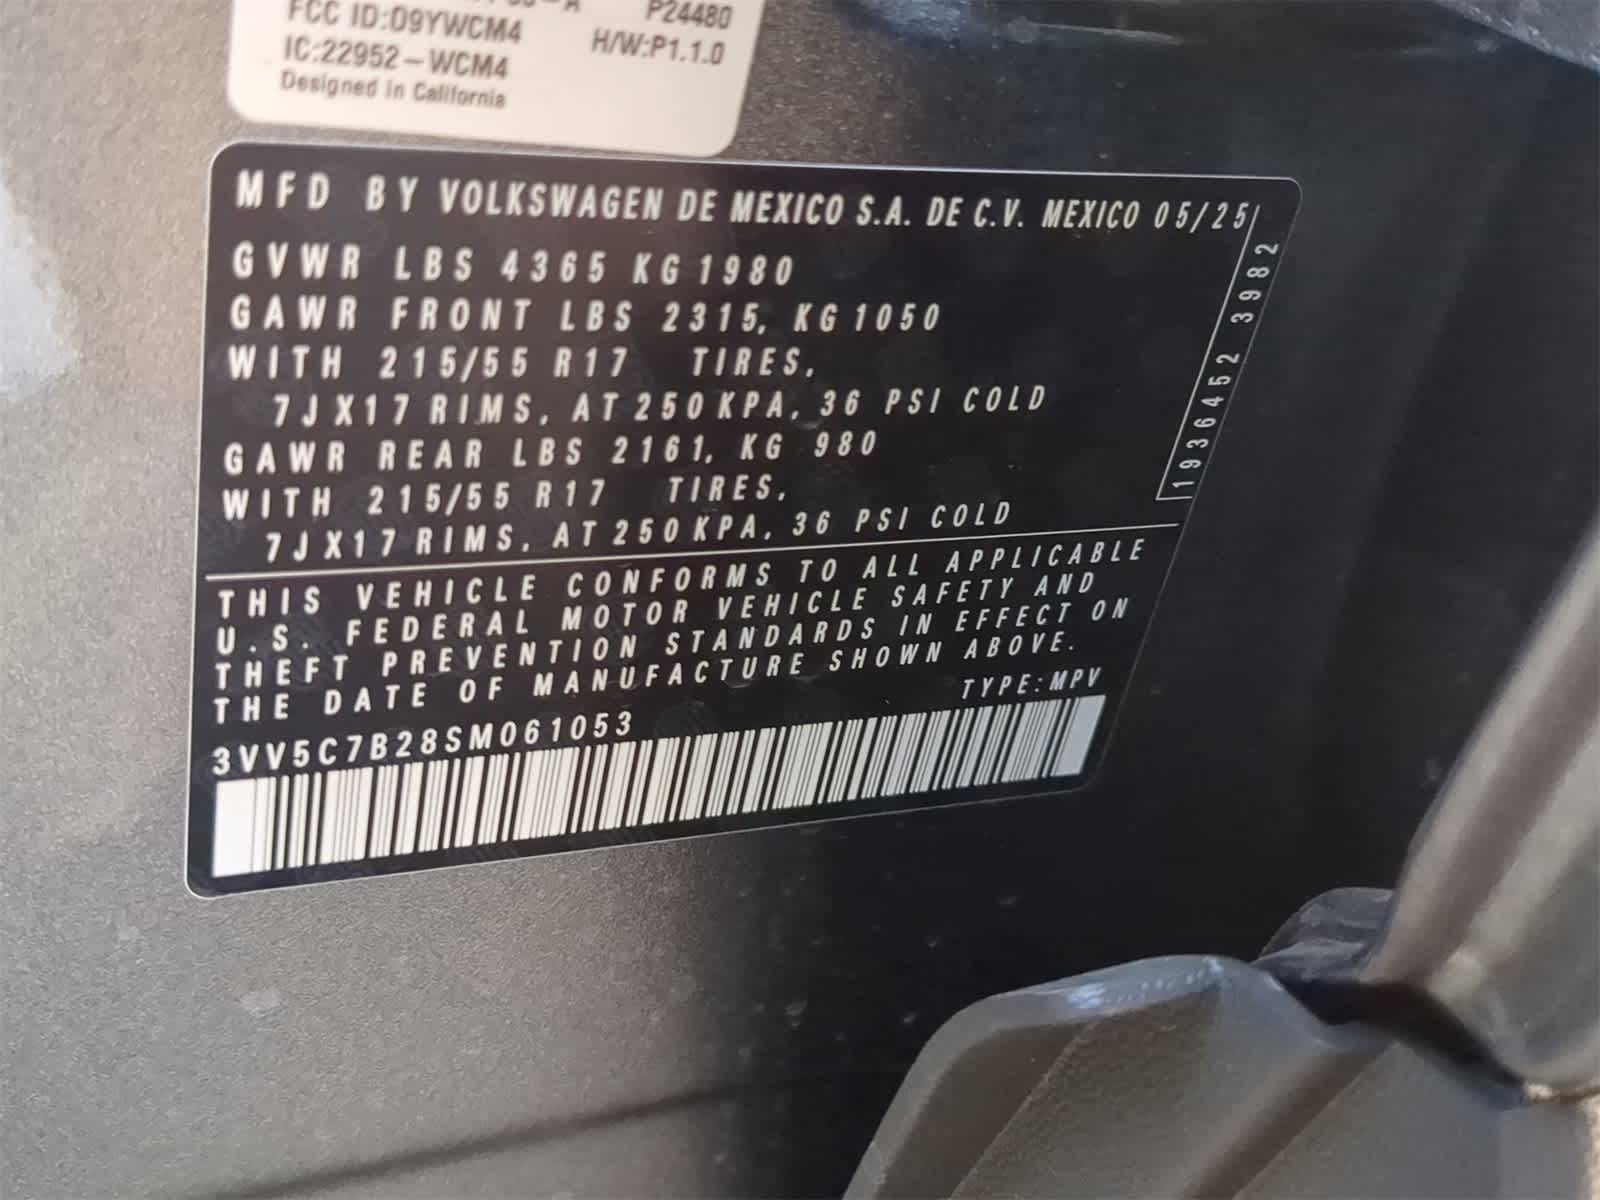 P24480
FCC ID:O9YWCM4
H/W:P1.1.0
IC:22952-WCM4
Designed in California
MFD BY VOLKSWAGEN DE MEXICO S.A. DE C.V. MEXICO 05/25
GVWR LBS 4365 KG 1980
GAWR FRONT LBS 2315, KG 1050
WITH 215/55 R17 TIRES,
7JX17 RIMS, AT 250 KPA, 36 PSI COLD
GAWR REAR LBS 2161, KG 980
WITH 215/55 R17 TIRES,
7JX17 RIMS, AT 250 KPA, 36 PSI COLD
1936452 3982
THIS VEHICLE CONFORMS TO ALL APPLICABLE
U.S. FEDERAL MOTOR VEHICLE SAFETY AND
THEFT PREVENTION STANDARDS IN EFFECT ON
THE DATE OF MANUFACTURE SHOWN ABOVE.
TYPE:MPV
3VV5C7B28SM061053